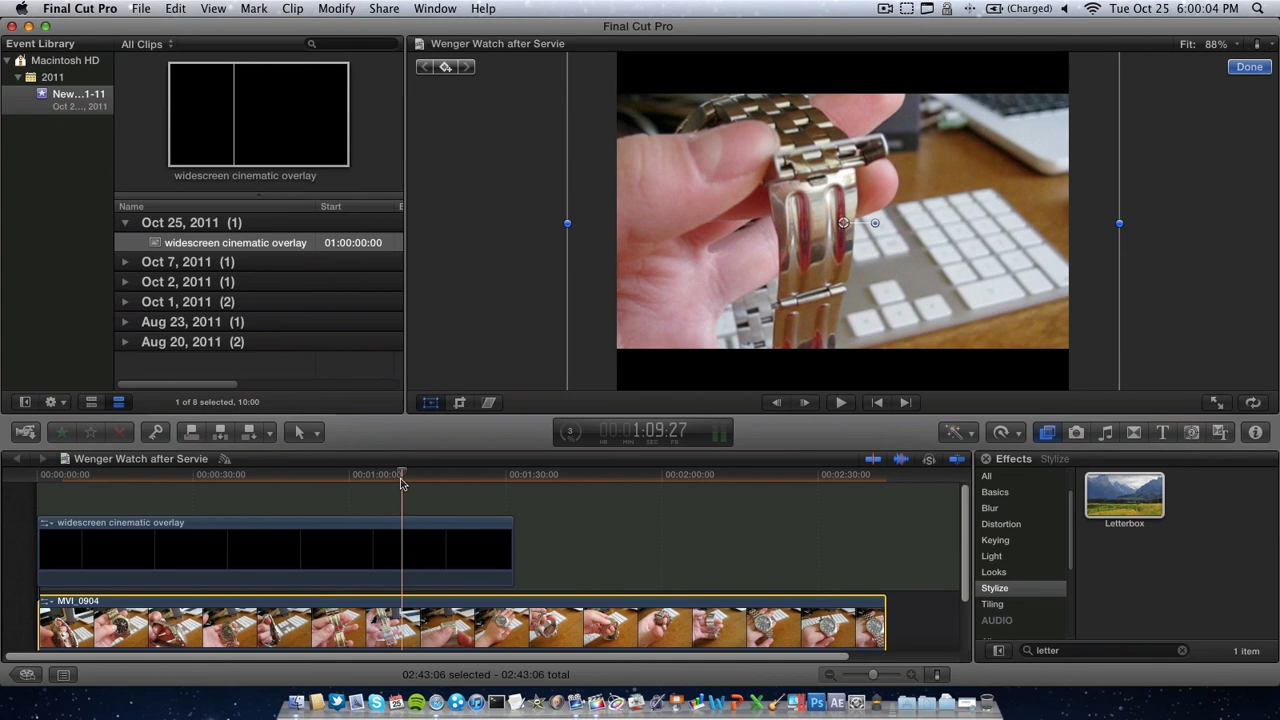 Final Cut Pro File Edit View Mark Clip Modify Share Window Help (Charged) Tue Oct 25 6:00:04 PM
Final Cut Pro
Event Library All Clips Wenger Watch after Servie Fit: 88%
Macintosh HD
2011
New...1-11
Oct 2..., 2011
Done
widescreen cinematic overlay
Name Start
Oct 25, 2011 (1)
widescreen cinematic overlay 01:00:00:00
Oct 7, 2011 (1)
Oct 2, 2011 (1)
Oct 1, 2011 (2)
Aug 23, 2011 (1)
Aug 20, 2011 (2)
1 of 8 selected, 10:00
3 00:00:1:09:27
HR MIN SEC FR
Wenger Watch after Servie Effects Stylize
00:00:00:00 00:00:30:00 00:01:00:00 00:01:30:00 00:02:00:00 00:02:30:00
All
Basics
Blur
Distortion
Keying
Light
Looks
Stylize
Tiling
AUDIO
Letterbox
widescreen cinematic overlay
MVI_0904
letter 1 item
02:43:06 selected - 02:43:06 total